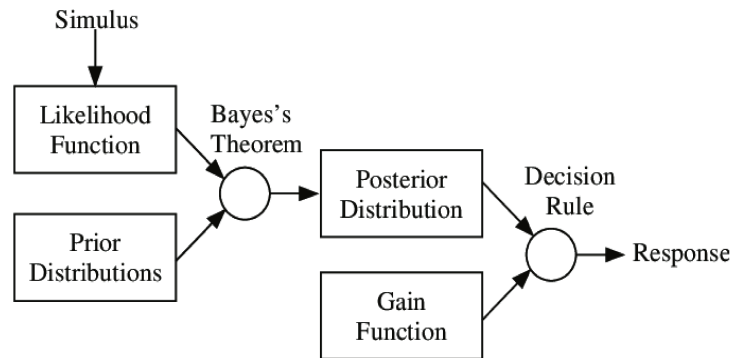 Simulus
Likelihood
Function
Bayes's
Theorem
Prior
Distributions
Posterior
Distribution
Decision
Rule
Gain
Function
Response